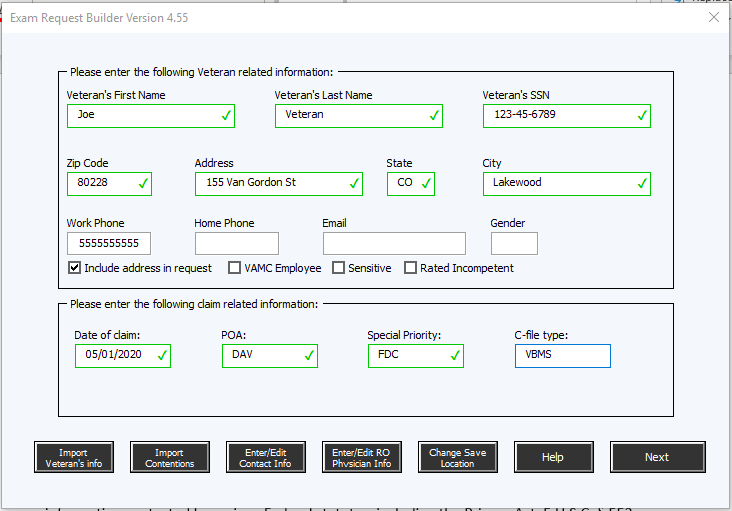 Exam Request Builder Version 4.55
Please enter the following Veteran related information:
Veteran's First Name Veteran's Last Name Veteran's SSN
Joe Veteran 123-45-6789
Zip Code Address State City
80228 155 Van Gordon St CO Lakewood
Work Phone Home Phone Email Gender
5555555555
Include address in request VAMC Employee Sensitive Rated Incompetent
Please enter the following claim related information:
Date of claim: POA: Special Priority: C-file type:
05/01/2020 DAV FDC VBMS
Import Veteran's info
Import Contentions
Enter/Edit Contact Info
Enter/Edit RO Physician Info
Change Save Location
Help
Next